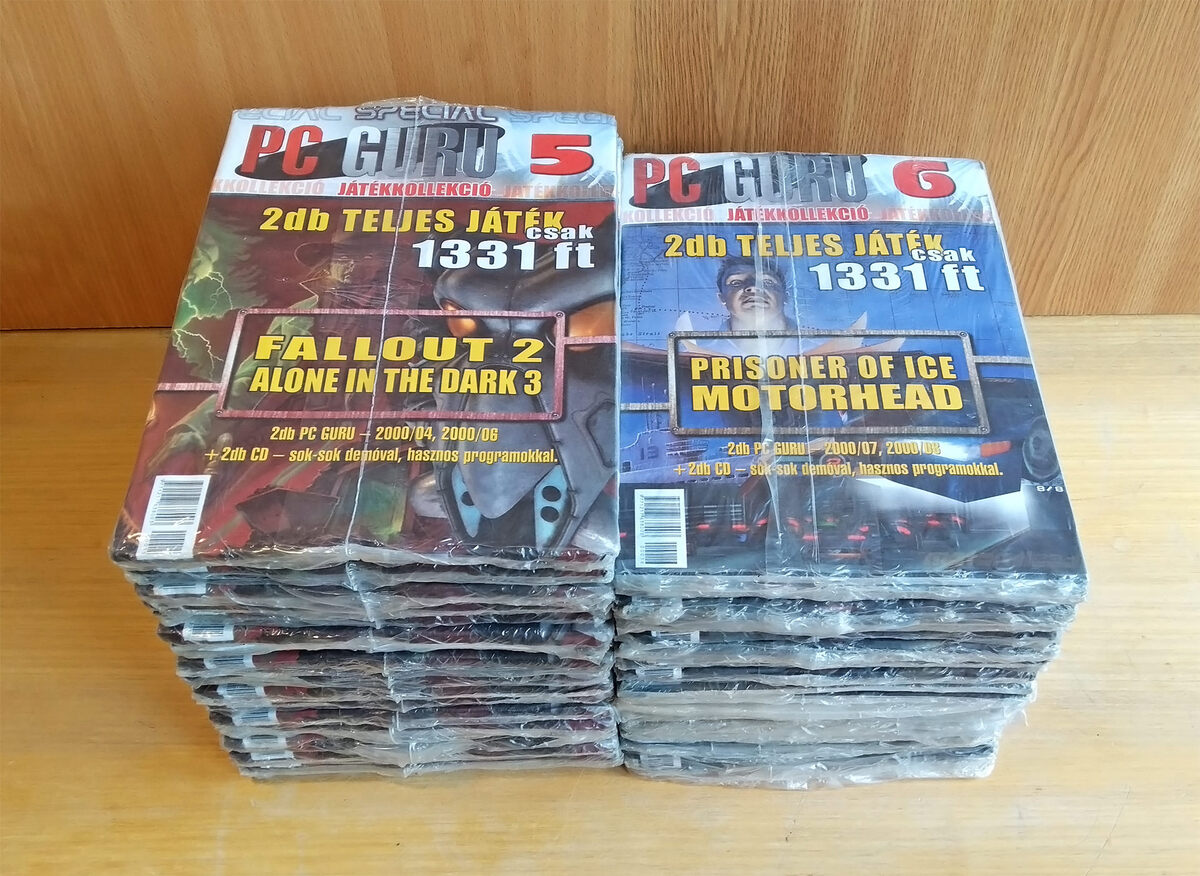 SPECIAL
PC GURU 5
JÁTÉKKOLLEKCIÓ
2db TELJES JÁTÉK
csak
1331 ft
FALLOUT 2
ALONE IN THE DARK 3
2db PC GURU – 2000/04, 2000/06
+ 2db CD – sok-sok demóval, hasznos programokkal.
PC GURU 6
KOLLEKCIÓ JÁTÉKKOLLEKCIÓ
2db TELJES JÁTÉK
csak
1331 ft
PRISONER OF ICE
MOTORHEAD
2db PC GURU – 2000/07, 2000/08
+ 2db CD – sok-sok demóval, hasznos programokkal.
13